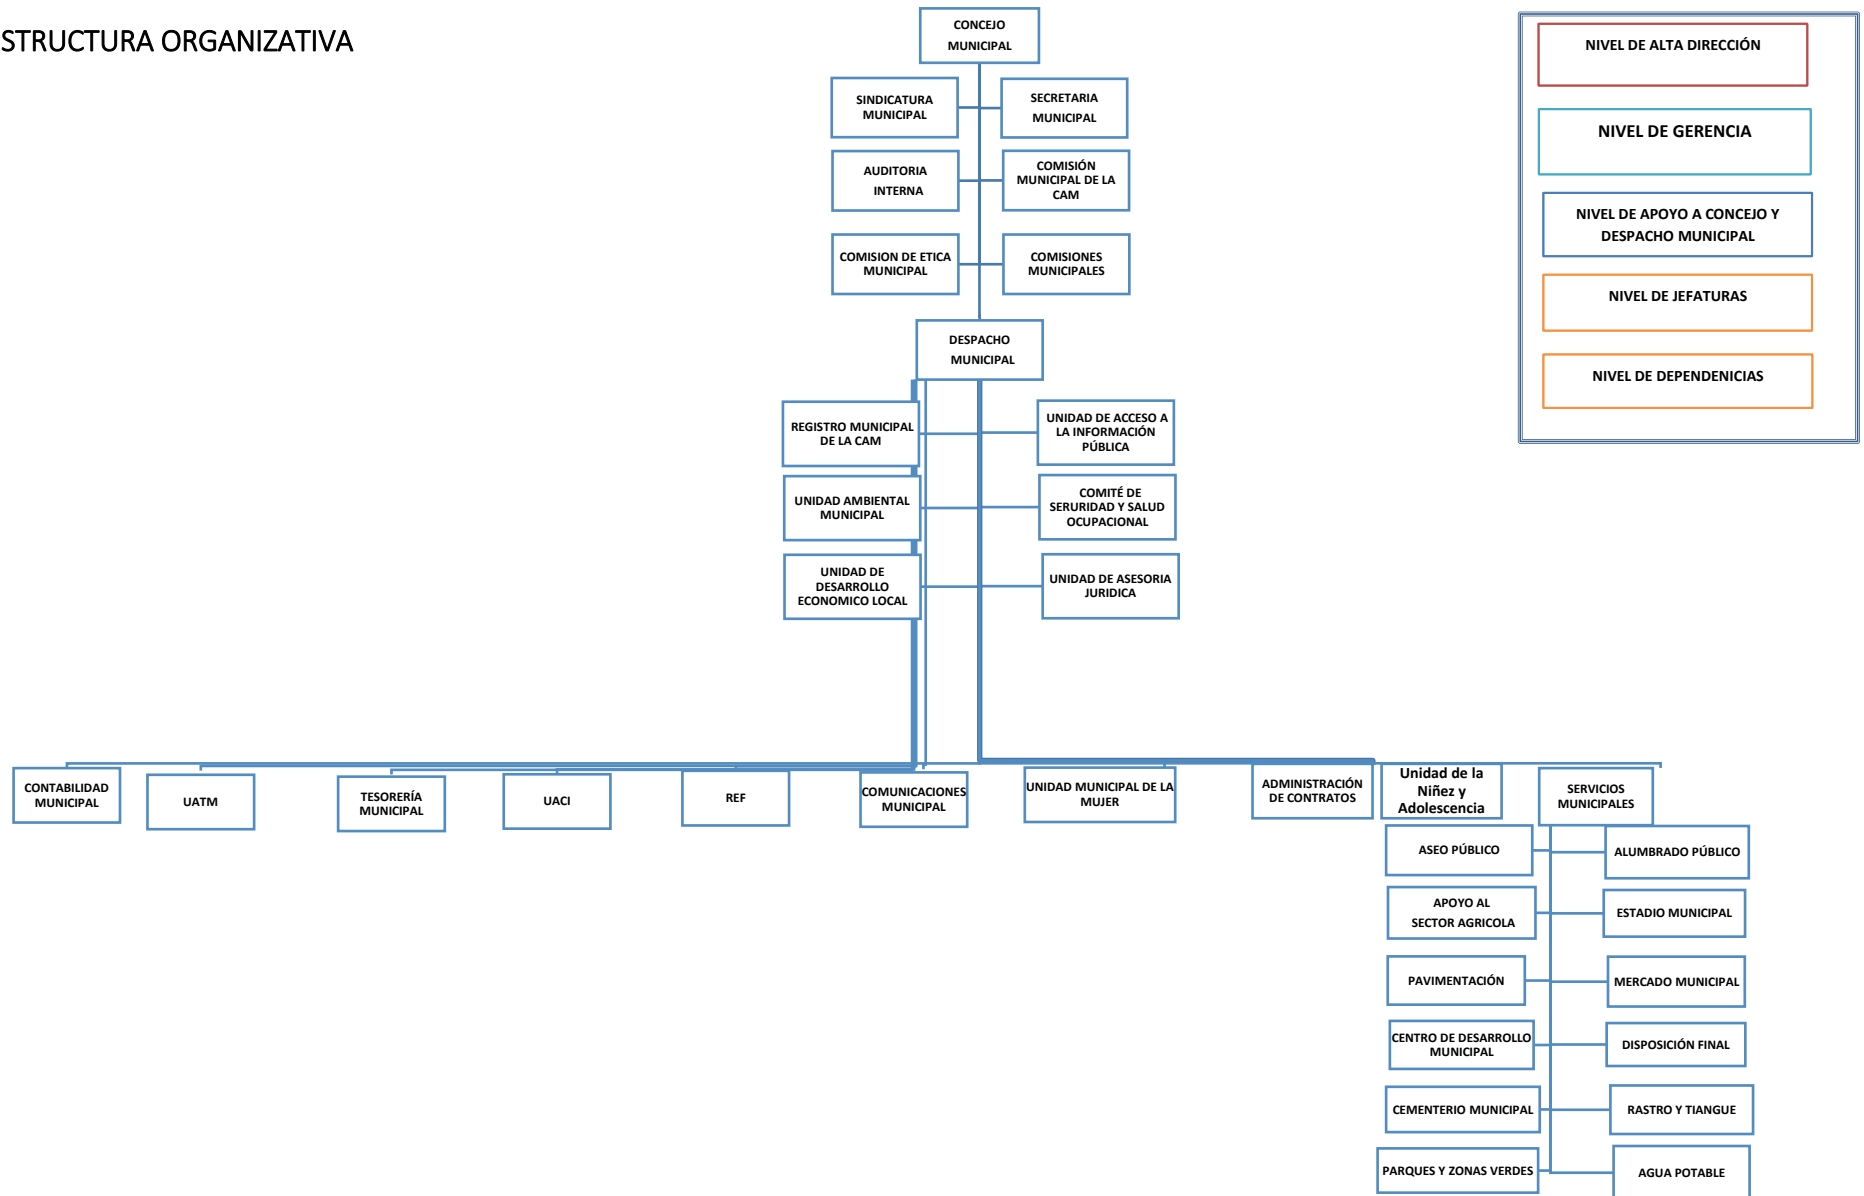 STRUCTURA ORGANIZATIVA
CONCEJO
MUNICIPAL
SINDICATURA
MUNICIPAL
SECRETARIA
MUNICIPAL
AUDITORIA
INTERNA
COMISIÓN
MUNICIPAL DE LA
CAM
COMISION DE ETICA
MUNICIPAL
COMISIONES
MUNICIPALES
DESPACHO
MUNICIPAL
NIVEL DE ALTA DIRECCIÓN
NIVEL DE GERENCIA
NIVEL DE APOYO A CONCEJO Y
DESPACHO MUNICIPAL
NIVEL DE JEFATURAS
NIVEL DE DEPENDENICIAS
REGISTRO MUNICIPAL
DE LA CAM
UNIDAD DE ACCESO A
LA INFORMACIÓN
PÚBLICA
UNIDAD AMBIENTAL
MUNICIPAL
COMITÉ DE
SERURIDAD Y SALUD
OCUPACIONAL
UNIDAD DE
DESARROLLO
ECONOMICO LOCAL
UNIDAD DE ASESORIA
JURIDICA
CONTABILIDAD
MUNICIPAL
UATM
TESORERÍA
MUNICIPAL
UACI
REF
COMUNICACIONES
MUNICIPAL
UNIDAD MUNICIPAL DE LA
MUJER
ADMINISTRACIÓN
DE CONTRATOS
Unidad de la
Niñez y
Adolescencia
SERVICIOS
MUNICIPALES
ASEO PÚBLICO
ALUMBRADO PÚBLICO
APOYO AL
SECTOR AGRICOLA
ESTADIO MUNICIPAL
PAVIMENTACIÓN
MERCADO MUNICIPAL
CENTRO DE DESARROLLO
MUNICIPAL
DISPOSICIÓN FINAL
CEMENTERIO MUNICIPAL
RASTRO Y TIANGUE
PARQUES Y ZONAS VERDES
AGUA POTABLE